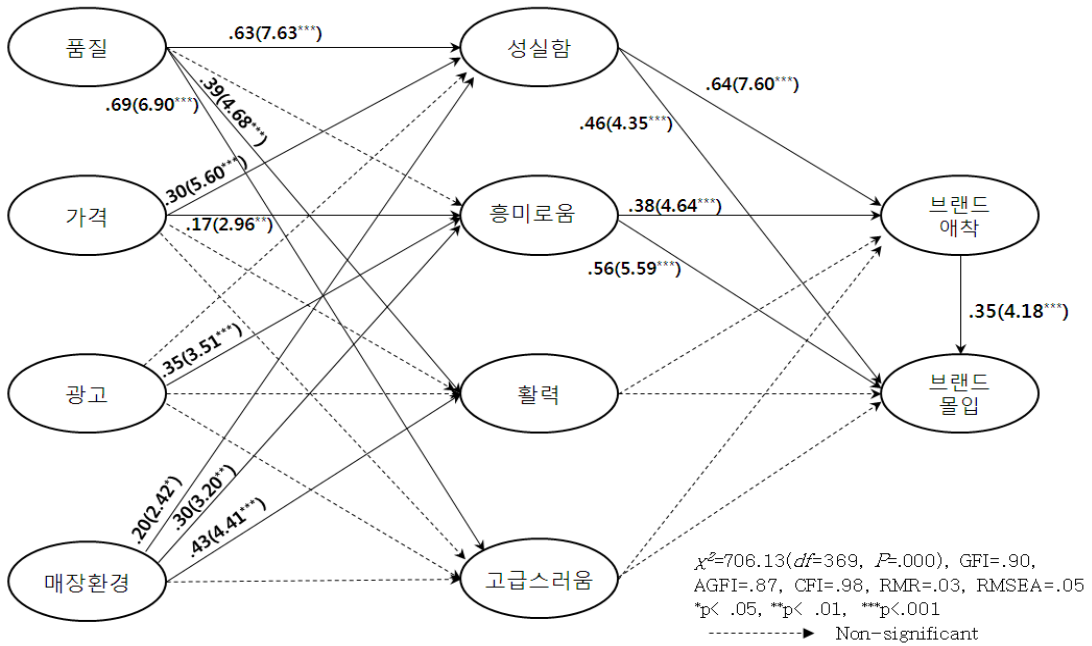 품질
.63(7.63***)
성실함
.39(4.68***)
.69(6.90***)
.64(7.60***)
.46(4.35***)
.30(5.60***)
가격
.17(2.96**)
흥미로움
.38(4.64***)
브랜드
애착
.56(5.59***)
.35(4.18***)
.35(3.51***)
광고
활력
브랜드
몰입
.20(2.42*)
.30(3.20**)
.43(4.41***)
매장환경
고급스러움
χ²=706.13(df=369, P=.000), GFI=.90,
AGFI=.87, CFI=.98, RMR=.03, RMSEA=.05
*p< .05, **p< .01, ***p<.001
Non-significant